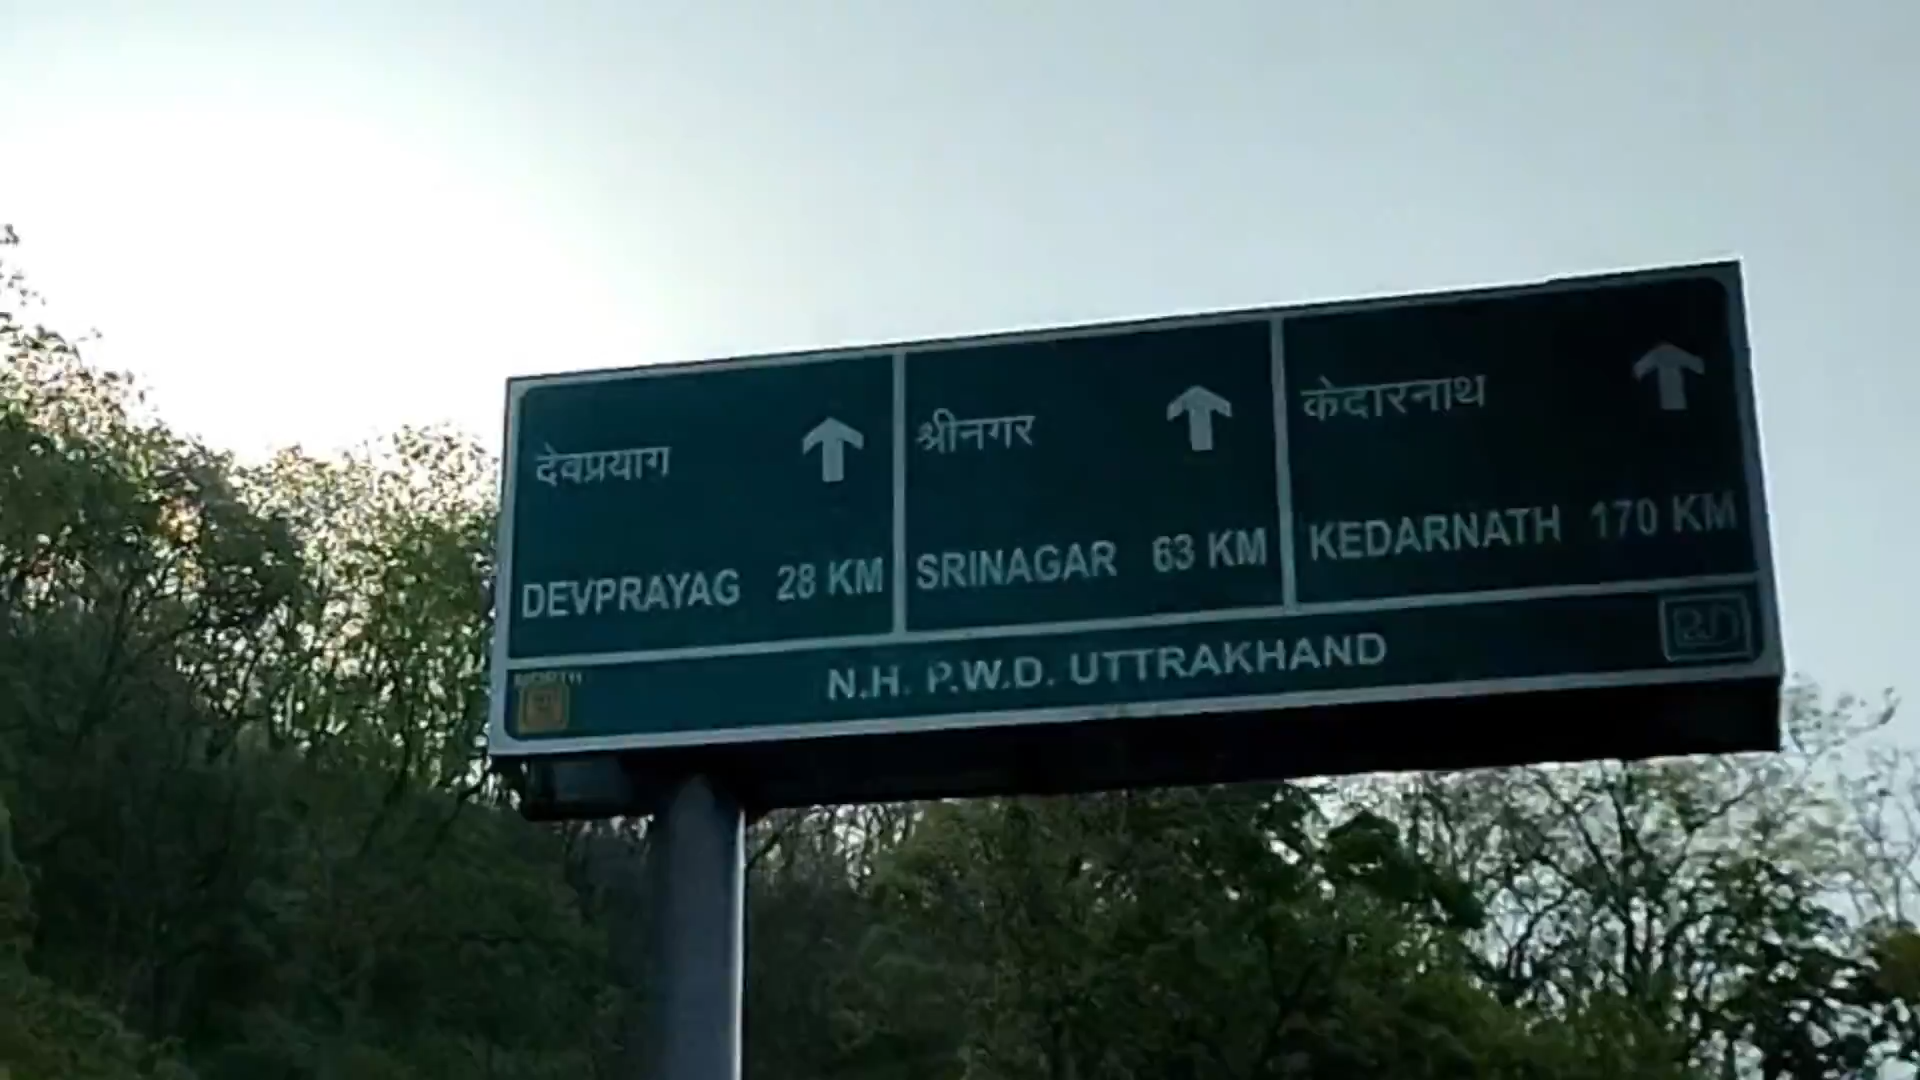 देवप्रयाग
DEVPRAYAG 28 KM
श्रीनगर
SRINAGAR 63 KM
केदारनाथ
KEDARNATH 170 KM
N.H. P.W.D. UTTRAKHAND